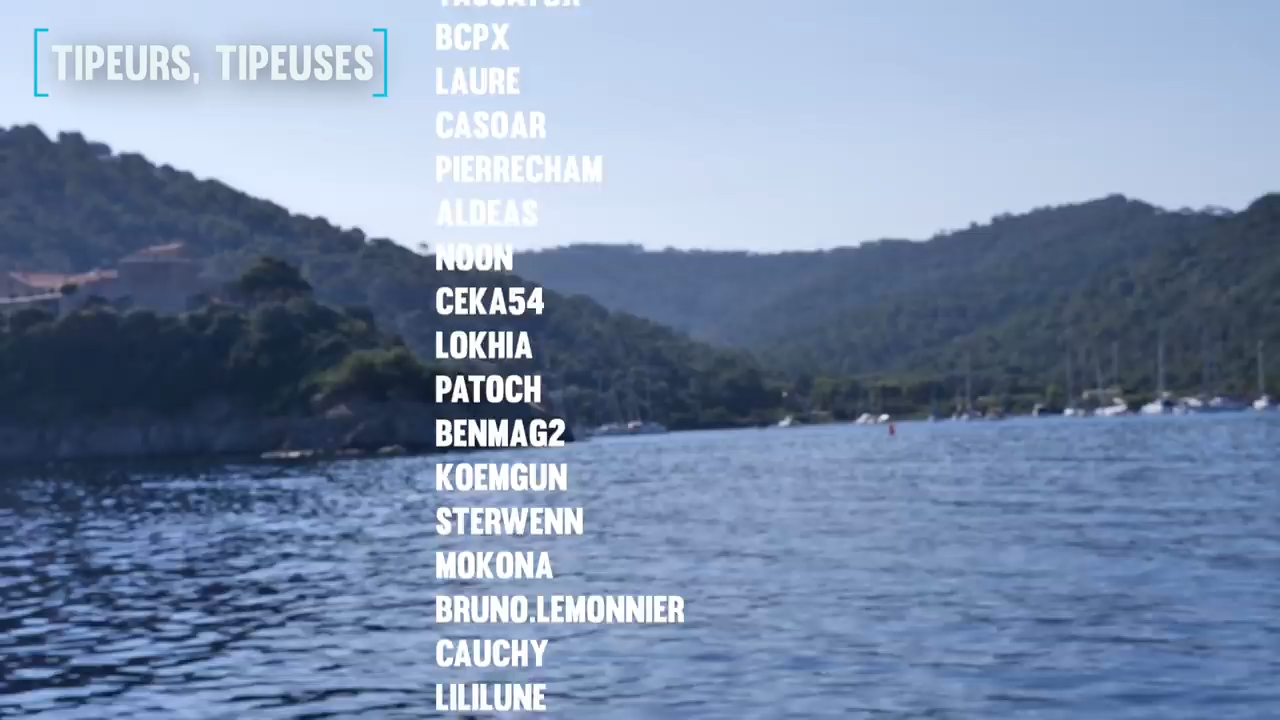 TIPEURS, TIPEUSES
BCPX
LAURE
CASOAR
PIERRECHAM
ALDEAS
NOON
CEKA54
LOKHIA
PATOCH
BENMAG2
KOEMGUN
STERWENN
MOKONA
BRUNO.LEMONNIER
CAUCHY
LILILUNE